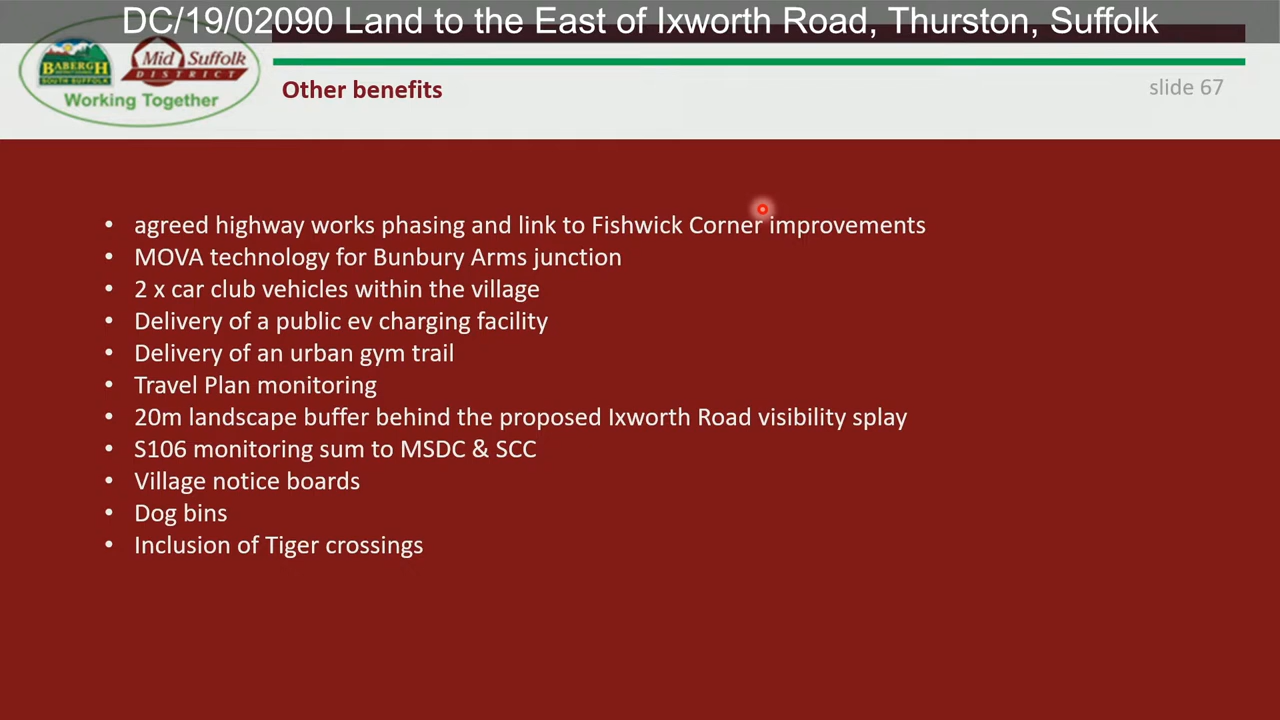 DC/19/02090 Land to the East of Ixworth Road, Thurston, Suffolk
BABERGH
SOUTH SUFFOLK
Mid Suffolk
DISTRICT
Working Together
Other benefits
slide 67
• agreed highway works phasing and link to Fishwick Corner improvements
• MOVA technology for Bunbury Arms junction
• 2 x car club vehicles within the village
• Delivery of a public ev charging facility
• Delivery of an urban gym trail
• Travel Plan monitoring
• 20m landscape buffer behind the proposed Ixworth Road visibility splay
• S106 monitoring sum to MSDC & SCC
• Village notice boards
• Dog bins
• Inclusion of Tiger crossings